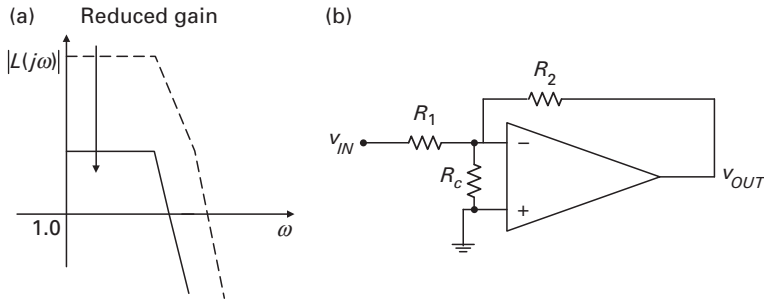 (a) Reduced gain
|L(jω)|
1.0
ω
(b)
R2
R1
vIN
Rc
−
+
vOUT